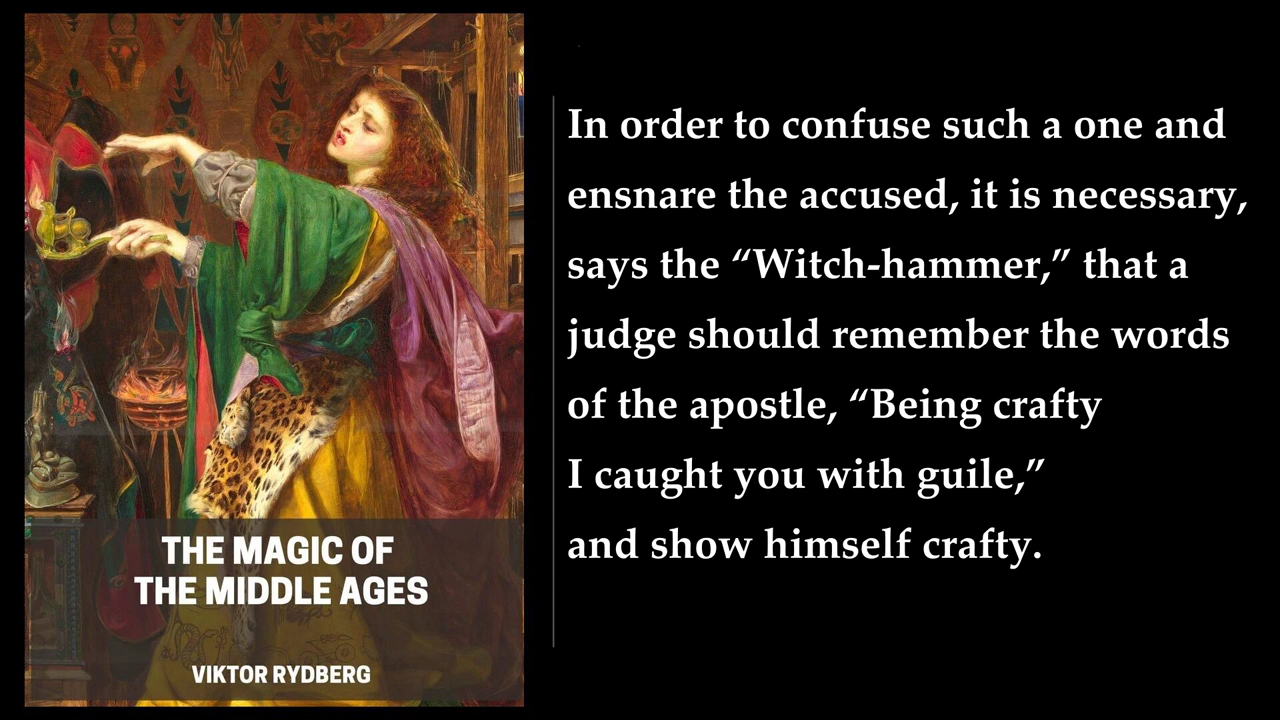 THE MAGIC OF
THE MIDDLE AGES
VIKTOR RYDBERG
In order to confuse such a one and
ensnare the accused, it is necessary,
says the “Witch-hammer,” that a
judge should remember the words
of the apostle, “Being crafty
I caught you with guile,”
and show himself crafty.